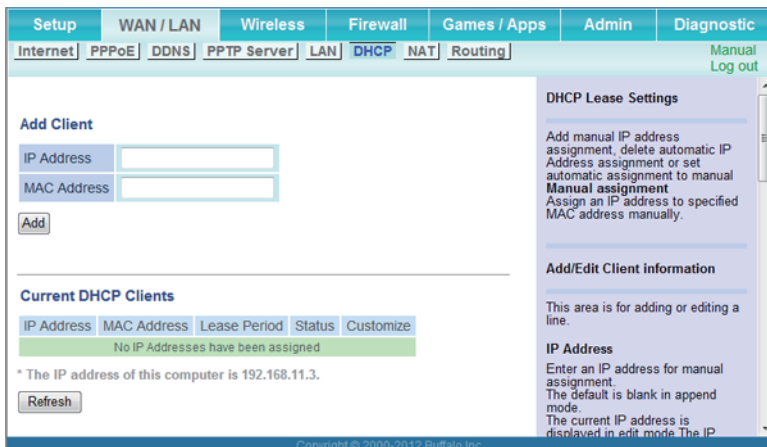 Setup WAN / LAN Wireless Firewall Games / Apps Admin Diagnostic
Internet PPPoE DDNS PPTP Server LAN DHCP NAT Routing
Manual
Log out
Add Client
IP Address
MAC Address
Add
Current DHCP Clients
IP Address MAC Address Lease Period Status Customize
No IP Addresses have been assigned
* The IP address of this computer is 192.168.11.3.
Refresh
DHCP Lease Settings
Add manual IP address
assignment, delete automatic IP
Address assignment or set
automatic assignment to manual
Manual assignment
Assign an IP address to specified
MAC address manually.
Add/Edit Client information
This area is for adding or editing a
line.
IP Address
Enter an IP address for manual
assignment.
The default is blank in append
mode.
The current IP address is
displayed in edit mode.The IP
Copyright © 2000-2012 Buffalo Inc.